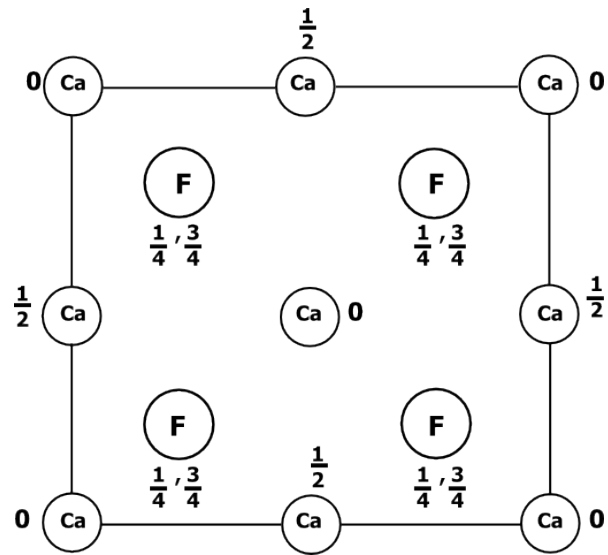 1/2
0 Ca Ca Ca 0
F F
1/4 , 3/4 1/4 , 3/4
1/2 Ca Ca 0 Ca 1/2
F F
1/4 , 3/4 1/2 1/4 , 3/4
0 Ca Ca Ca 0